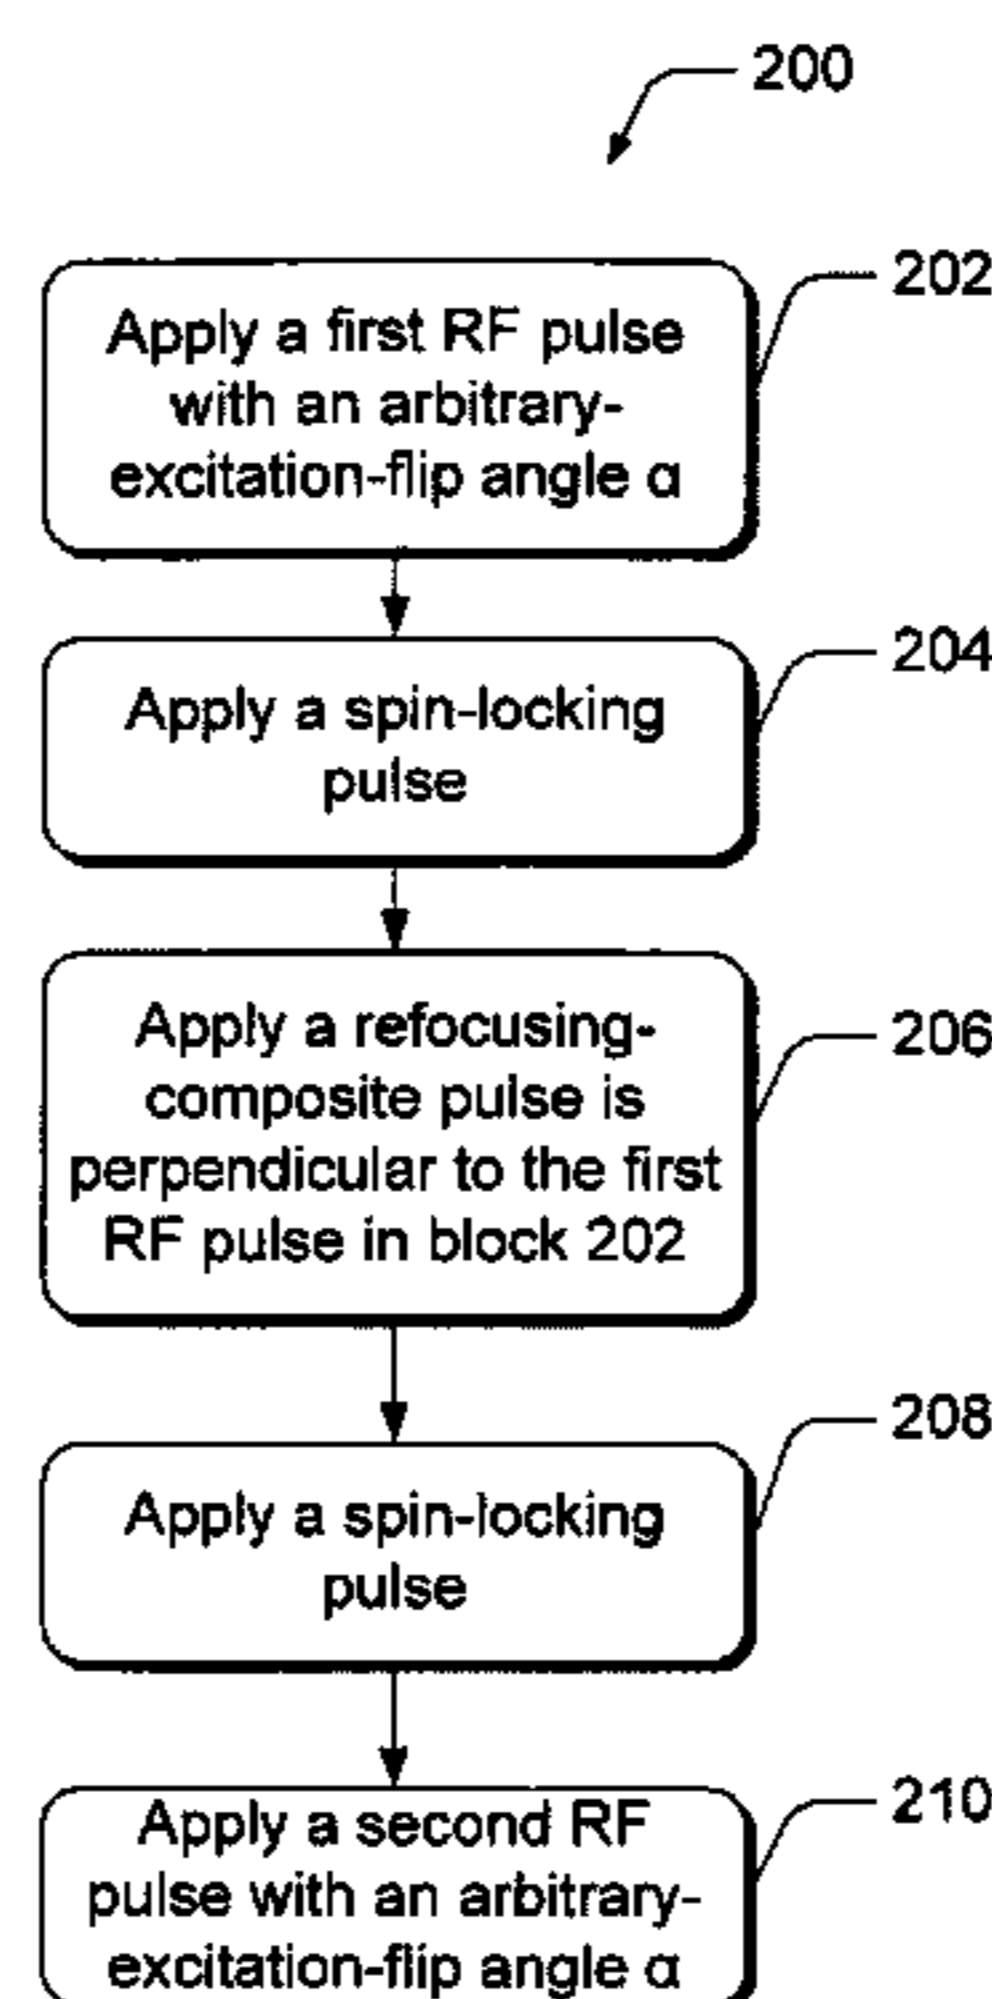 200
202
Apply a first RF pulse
with an arbitrary-
excitation-flip angle α
204
Apply a spin-locking
pulse
206
Apply a refocusing-
composite pulse is
perpendicular to the first
RF pulse in block 202
208
Apply a spin-locking
pulse
210
Apply a second RF
pulse with an arbitrary-
excitation-flip angle α